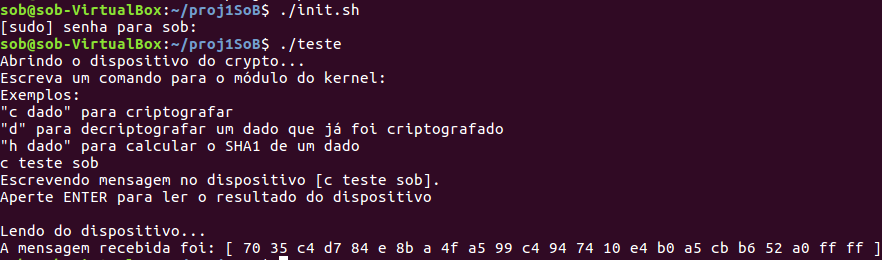 sob@sob-VirtualBox:~/proj1SoB$ ./init.sh
[sudo] senha para sob:
sob@sob-VirtualBox:~/proj1SoB$ ./teste
Abrindo o dispositivo do crypto...
Escreva um comando para o módulo do kernel:
Exemplos:
"c dado" para criptografar
"d" para decriptografar um dado que já foi criptografado
"h dado" para calcular o SHA1 de um dado
c teste sob
Escrevendo mensagem no dispositivo [c teste sob].
Aperte ENTER para ler o resultado do dispositivo
Lendo do dispositivo...
A mensagem recebida foi: [ 70 35 c4 d7 84 e 8b a 4f a5 99 c4 94 74 10 e4 b0 a5 cb b6 52 a0 ff ff ]